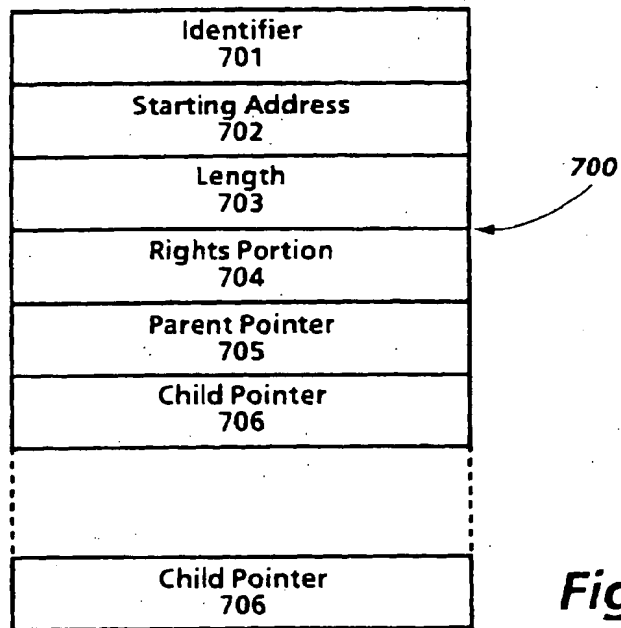 Identifier
701
Starting Address
702
Length
703
700
Rights Portion
704
Parent Pointer
705
Child Pointer
706
Child Pointer
706
Fig